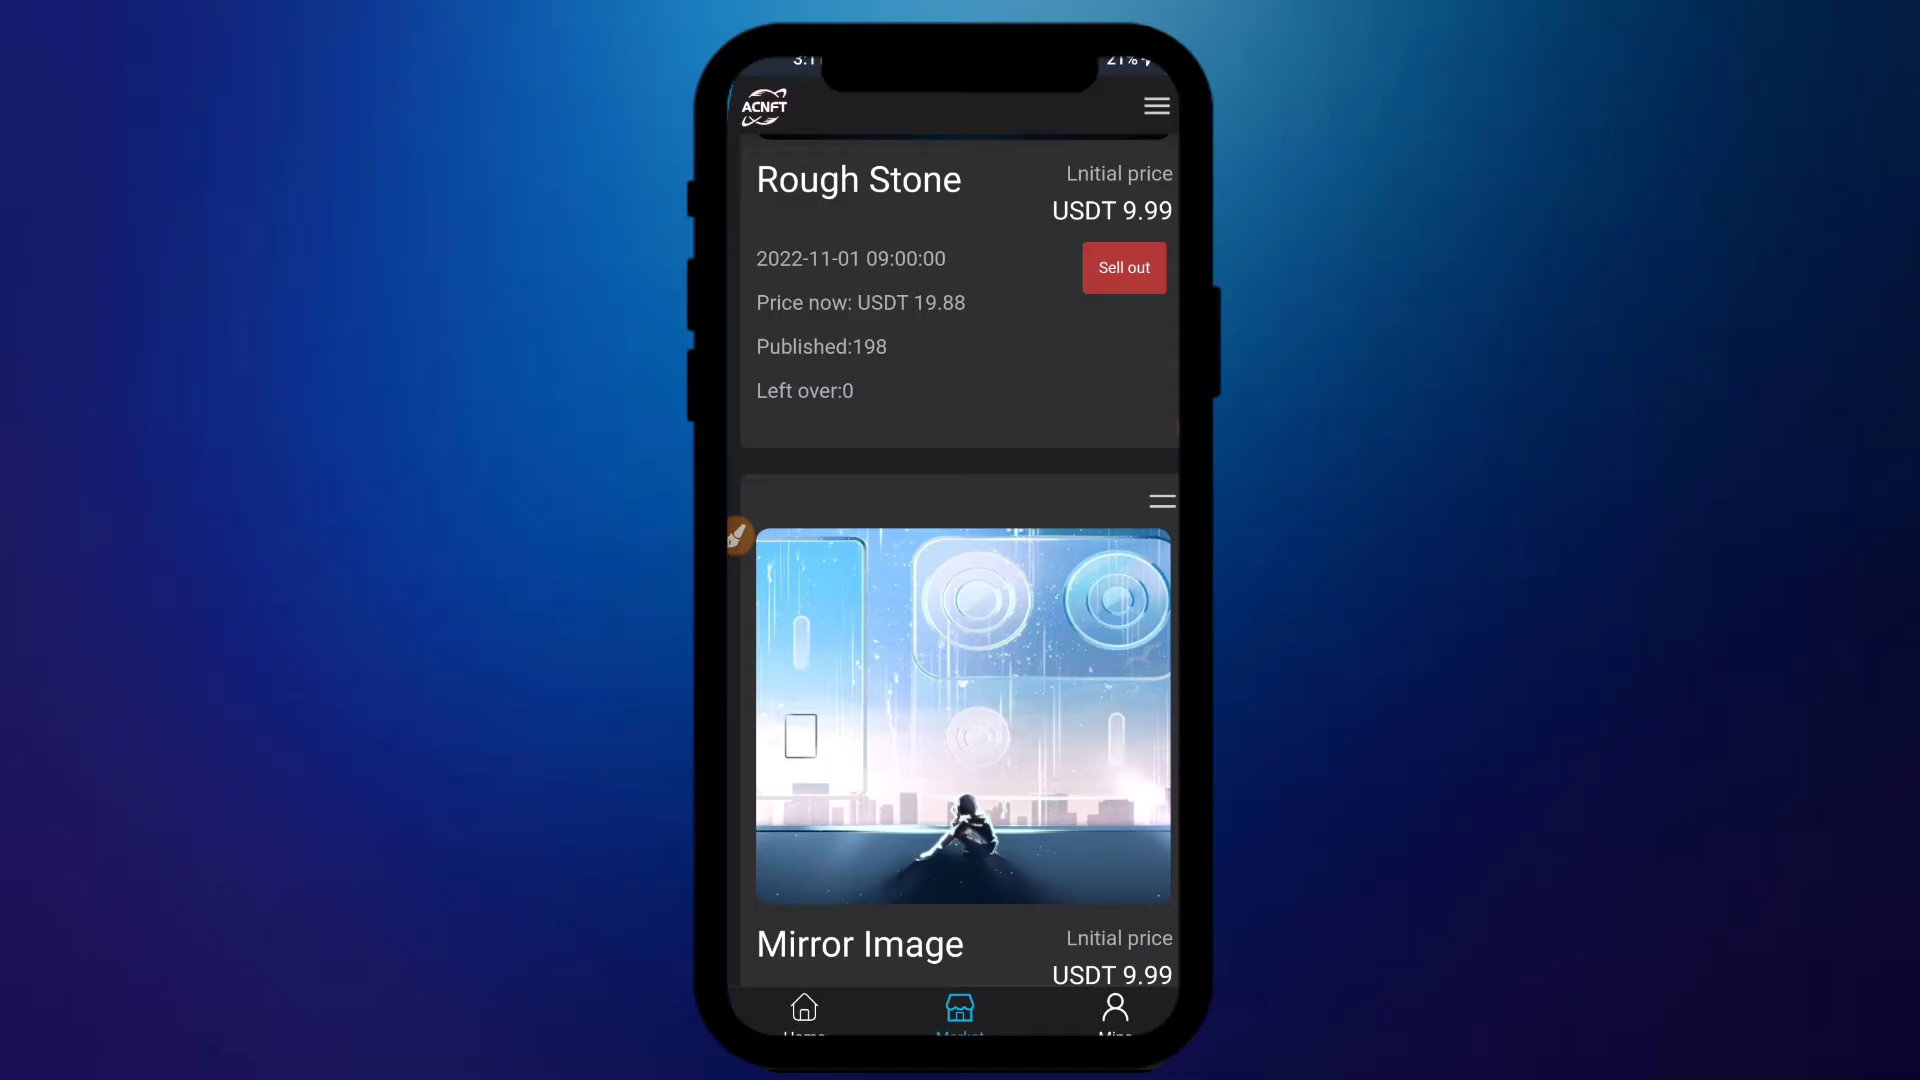 ACNFT
Rough Stone
Lnitial price
USDT 9.99
2022-11-01 09:00:00
Sell out
Price now: USDT 19.88
Published:198
Left over:0
Mirror Image
Lnitial price
USDT 9.99